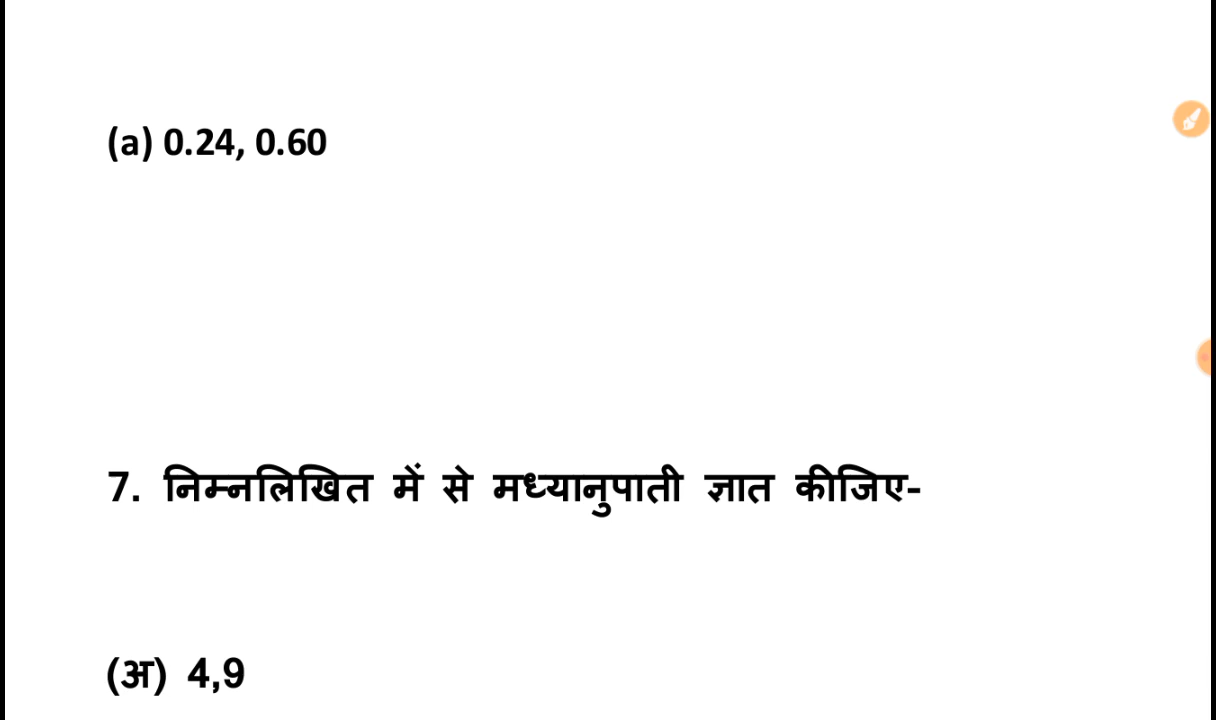 (a) 0.24, 0.60
7. निम्नलिखित में से मध्यानुपाती ज्ञात कीजिए-
(अ) 4,9